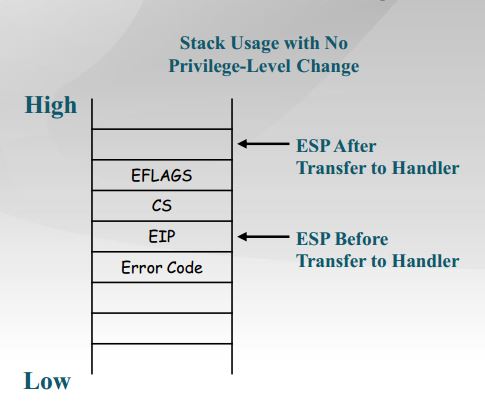 Stack Usage with No
Privilege-Level Change
High
ESP After
Transfer to Handler
EFLAGS
CS
EIP
ESP Before
Transfer to Handler
Error Code
Low